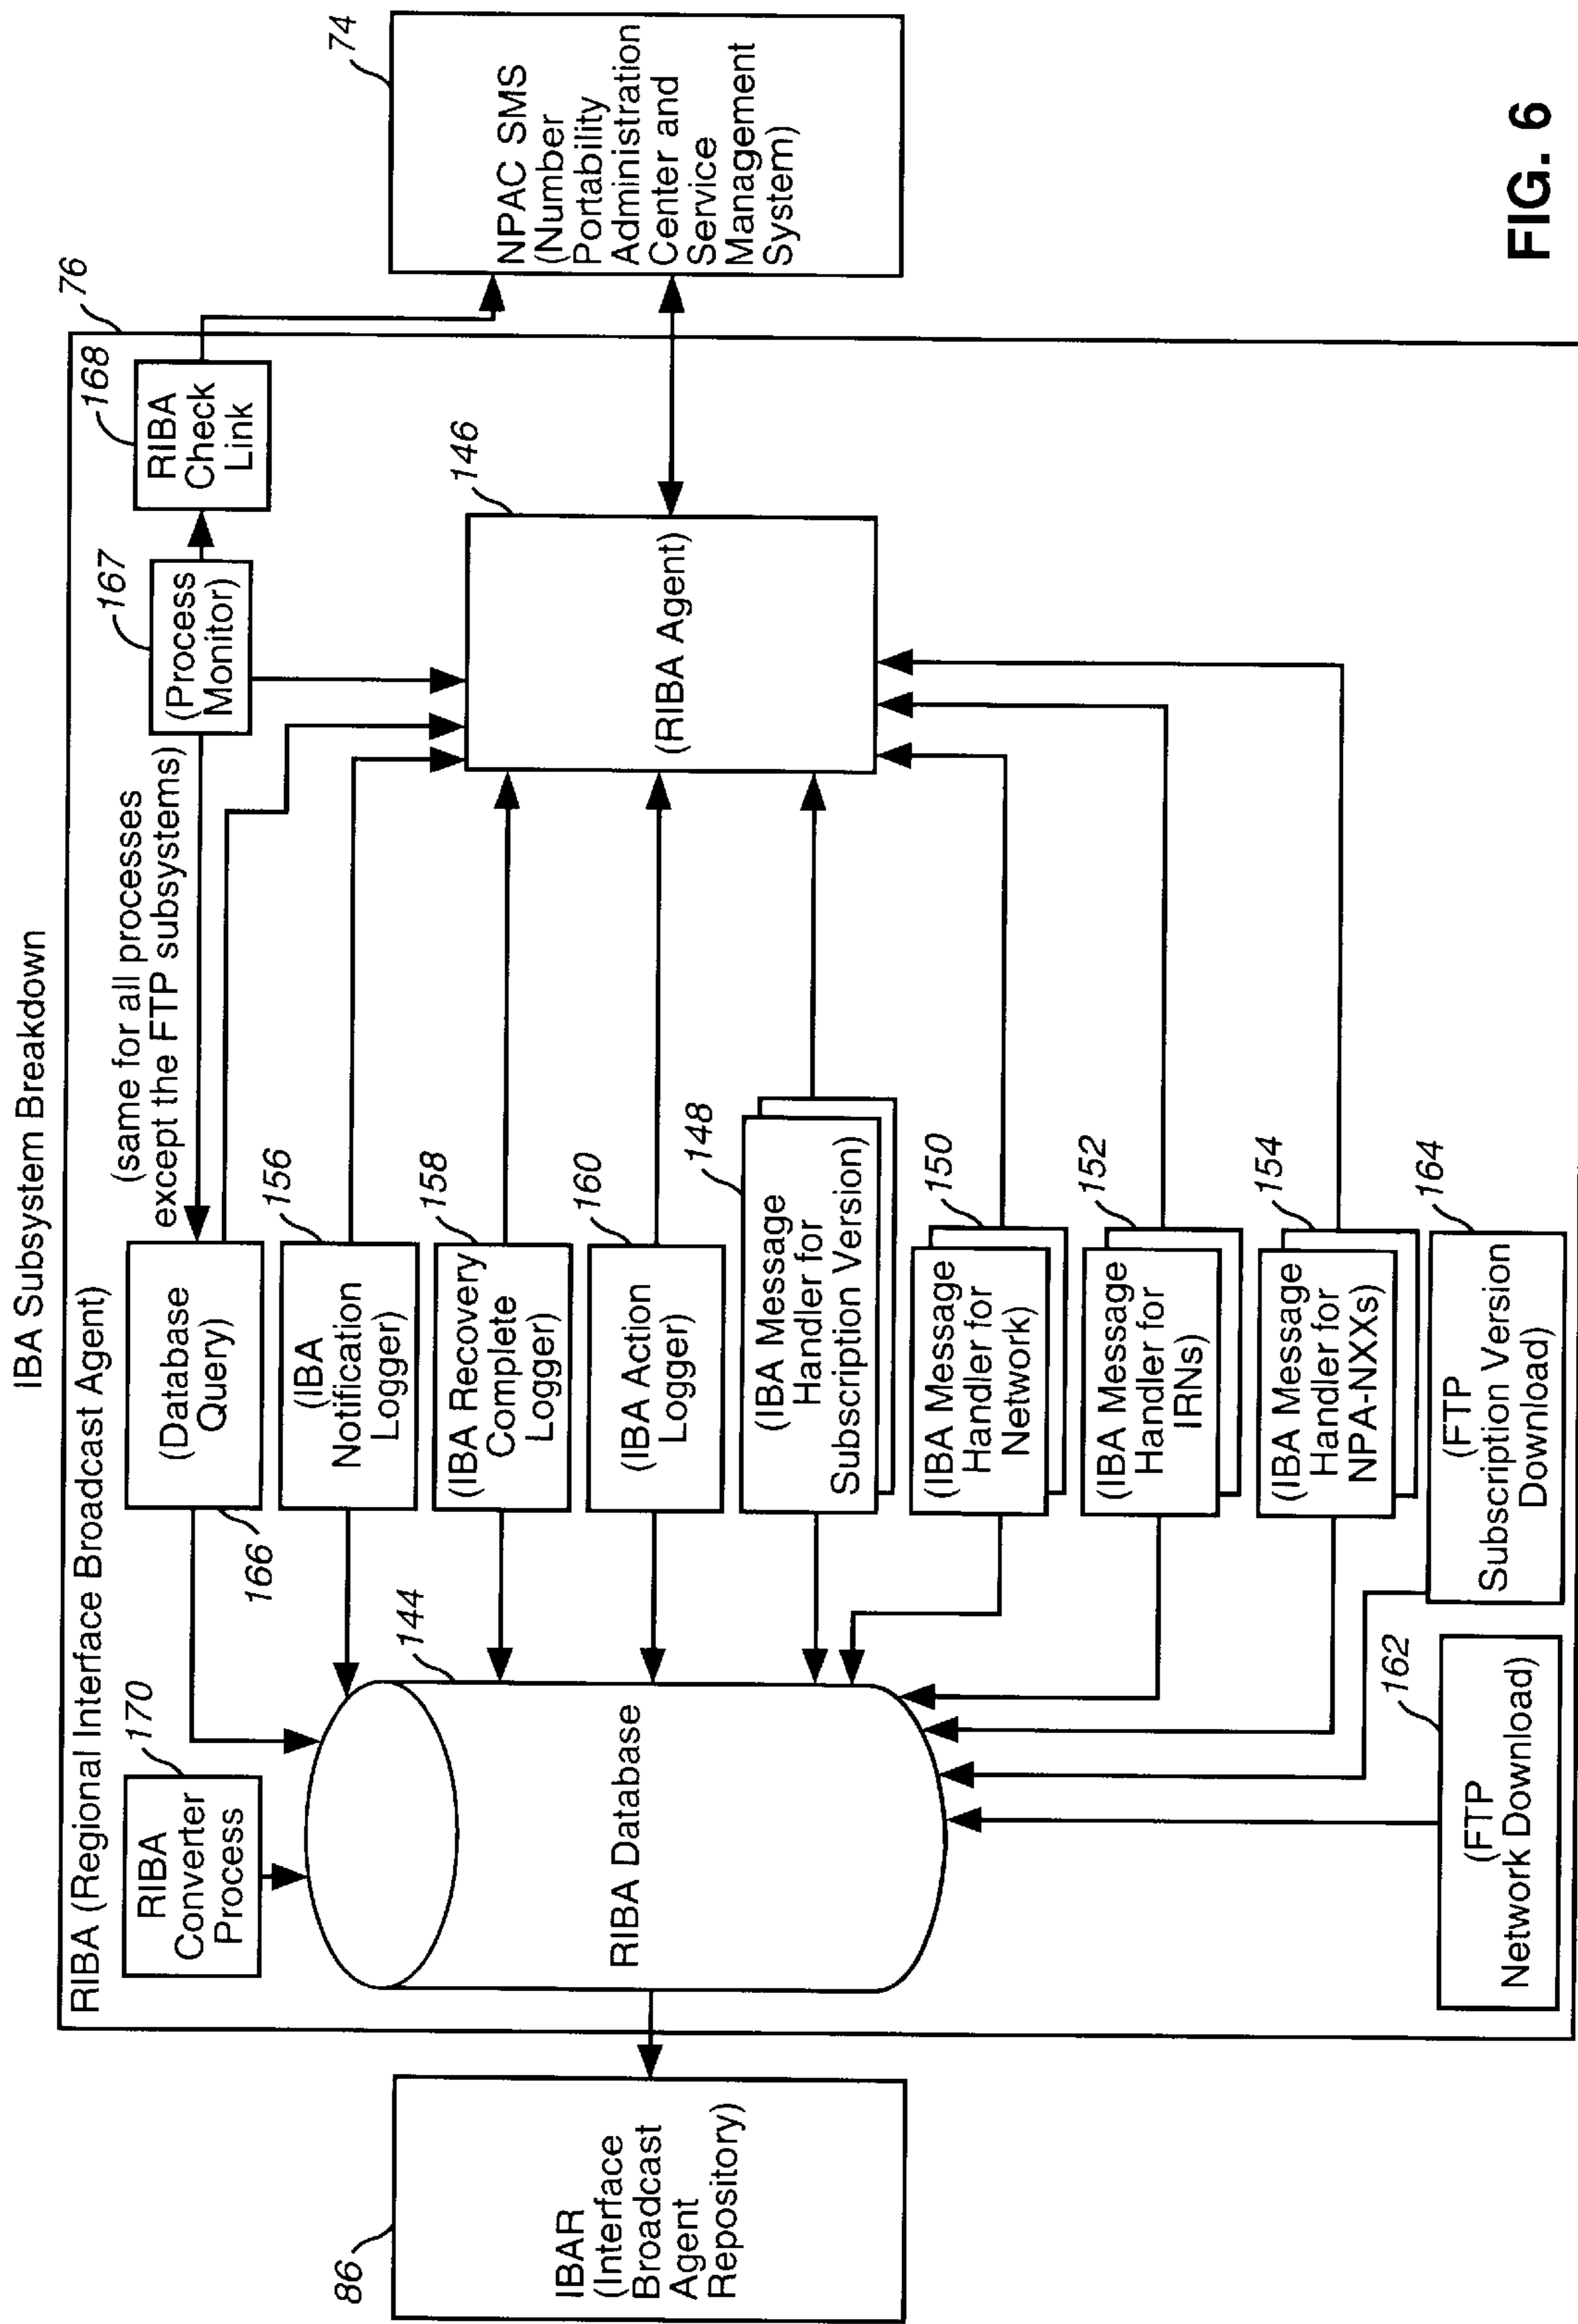 IBA Subsystem Breakdown
RIBA (Regional Interface Broadcast Agent)
76
86
IBAR
(Interface
Broadcast
Agent
Repository)
170
RIBA
Converter
Process
144
RIBA Database
166
(Database
Query)
(same for all processes
except the FTP subsystems)
167
(Process
Monitor)
168
RIBA
Check
Link
156
(IBA
Notification
Logger)
158
(IBA Recovery
Complete
Logger)
160
(IBA Action
Logger)
148
(IBA Message
Handler for
Subscription Version)
150
(IBA Message
Handler for
Network)
152
(IBA Message
Handler for
IRNs)
154
(IBA Message
Handler for
NPA-NXXs)
162
(FTP
Network Download)
164
(FTP
Subscription Version
Download)
146
(RIBA Agent)
74
NPAC SMS
(Number
Portability
Administration
Center and
Service
Management
System)
FIG. 6